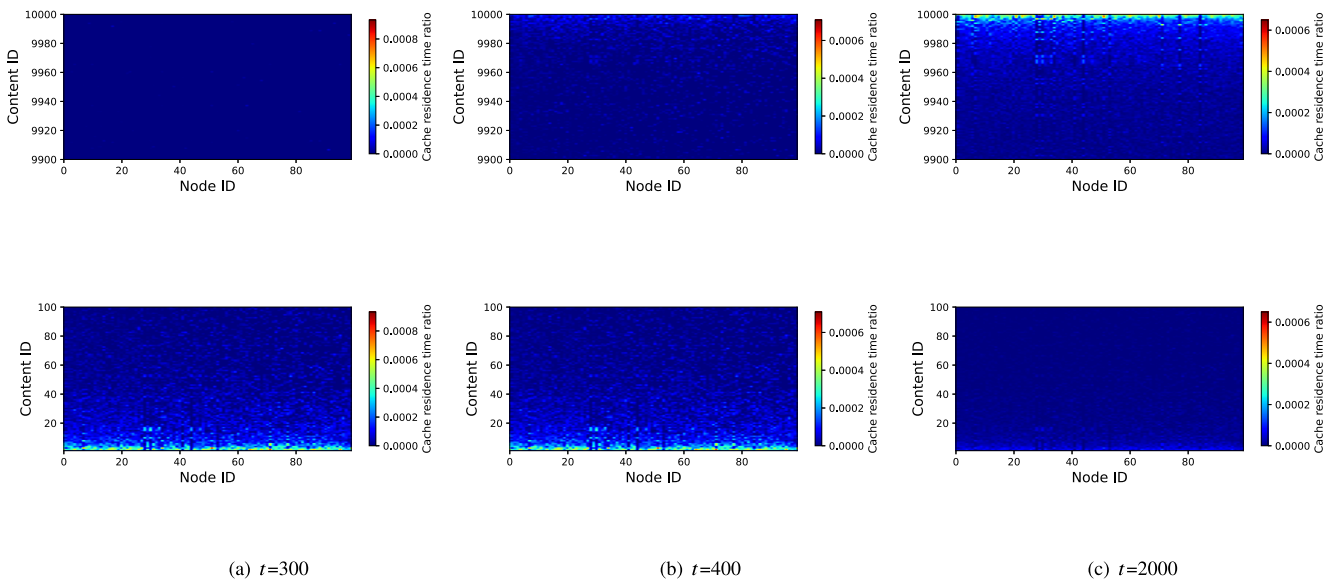 10000
9980
9960
9940
9920
9900
Content ID
0 20 40 60 80
Node ID
0.0008
0.0006
0.0004
0.0002
0.0000
Cache residence time ratio
10000
9980
9960
9940
9920
9900
Content ID
0 20 40 60 80
Node ID
0.0006
0.0004
0.0002
0.0000
Cache residence time ratio
10000
9980
9960
9940
9920
9900
Content ID
0 20 40 60 80
Node ID
0.0006
0.0004
0.0002
0.0000
Cache residence time ratio
100
80
60
40
20
Content ID
0 20 40 60 80
Node ID
0.0008
0.0006
0.0004
0.0002
0.0000
Cache residence time ratio
100
80
60
40
20
Content ID
0 20 40 60 80
Node ID
0.0006
0.0004
0.0002
0.0000
Cache residence time ratio
100
80
60
40
20
Content ID
0 20 40 60 80
Node ID
0.0006
0.0004
0.0002
0.0000
Cache residence time ratio
(a) t=300
(b) t=400
(c) t=2000